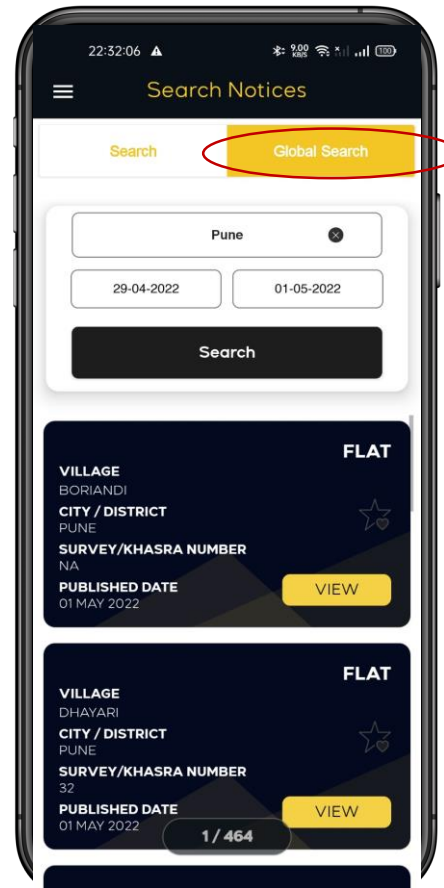 22:32:06 9.00 KB/S 100
Search Notices
Search Global Search
Pune
29-04-2022 01-05-2022
Search
FLAT
VILLAGE
BORIANDI
CITY / DISTRICT
PUNE
SURVEY/KHASRA NUMBER
NA
PUBLISHED DATE
01 MAY 2022
VIEW
FLAT
VILLAGE
DHAYARI
CITY / DISTRICT
PUNE
SURVEY/KHASRA NUMBER
32
PUBLISHED DATE
01 MAY 2022
VIEW
1 / 464